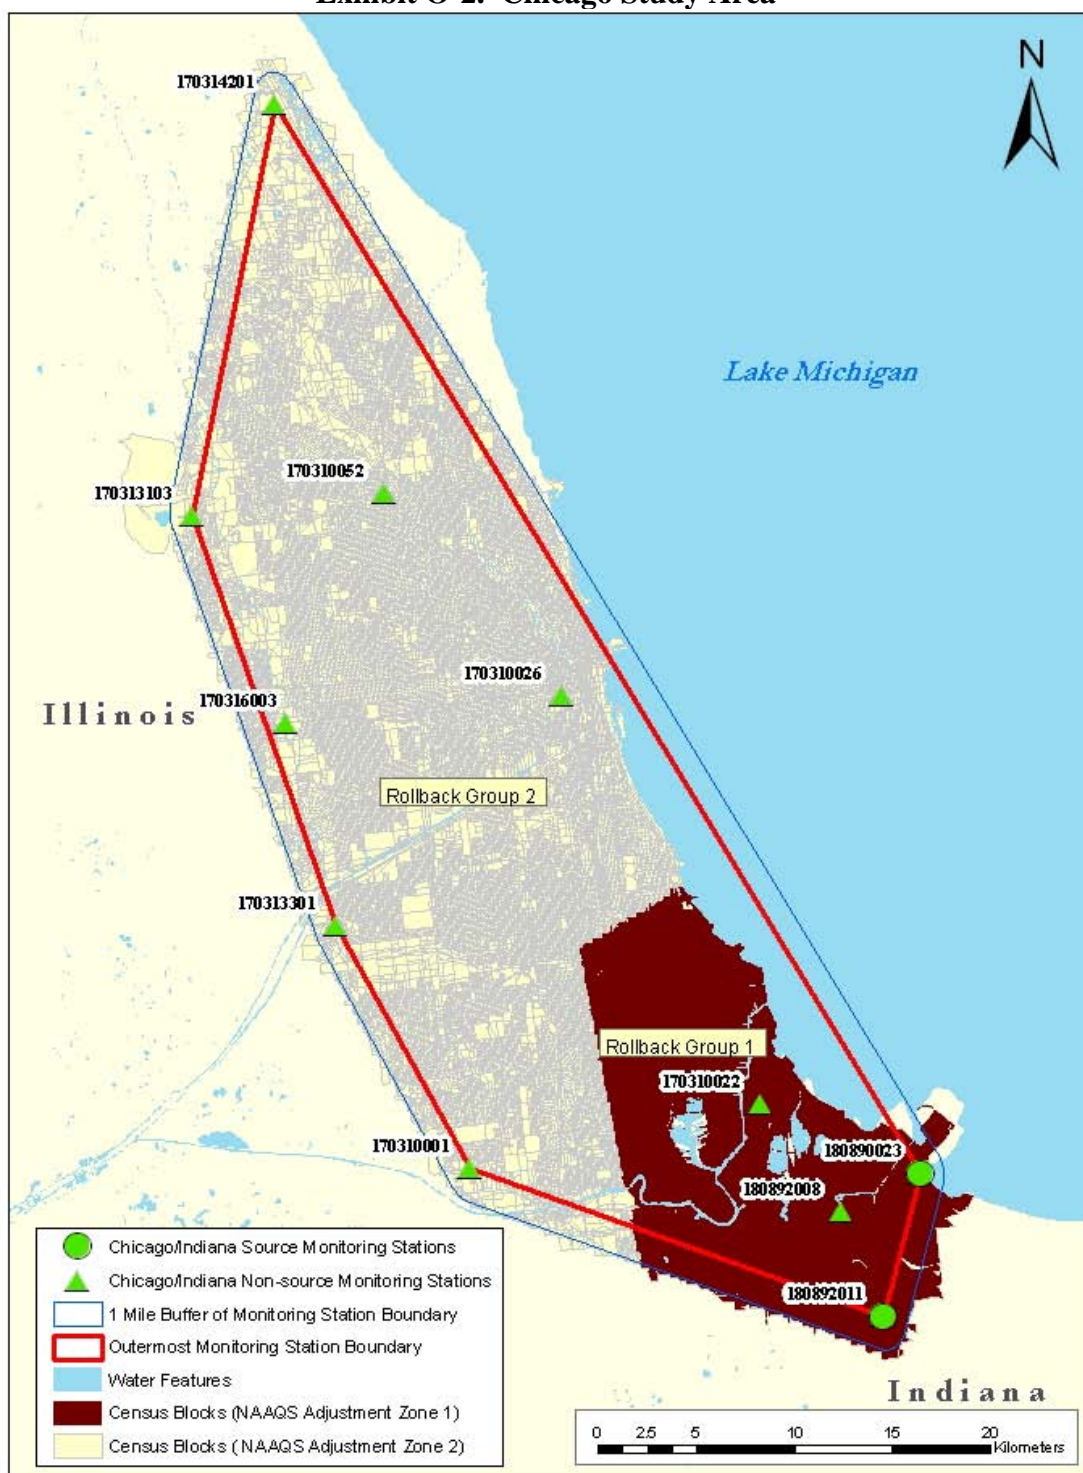 Exhibit O-2. Chicago Study Area
N
170314201
Lake Michigan
170310052
170313103
170310026
170316003
Illinois
Rollback Group 2
170313301
Rollback Group 1
170310022
170310001
180890023
180892008
180892011
Indiana
Chicago/Indiana Source Monitoring Stations
Chicago/Indiana Non-source Monitoring Stations
1 Mile Buffer of Monitoring Station Boundary
Outermost Monitoring Station Boundary
Water Features
Census Blocks (NAAQS Adjustment Zone 1)
Census Blocks ( NAAQS Adjustment Zone 2)
0 2.5 5 10 15 20
Kilometers